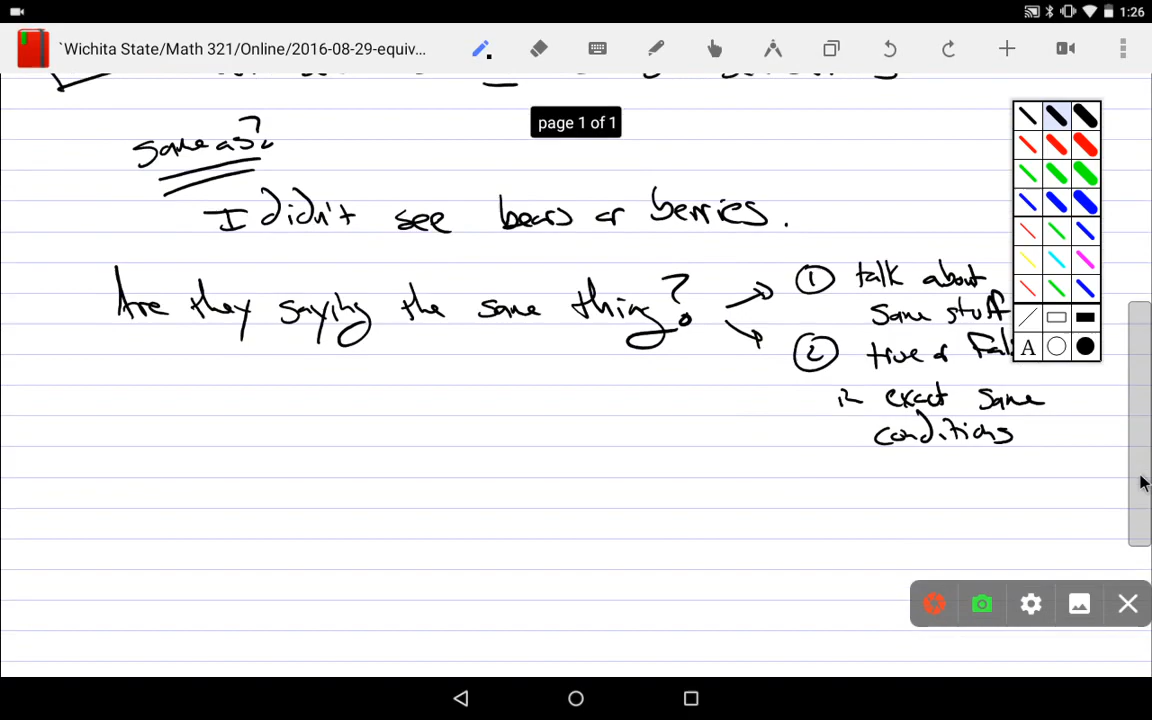 1:26
`Wichita State/Math 321/Online/2016-08-29-equiv...
page 1 of 1
same as?
I didn't see bears or berries.
Are they saying the same thing? → ① talk about
same stuff
→ ② true or Fal
in exact same
conditions
A